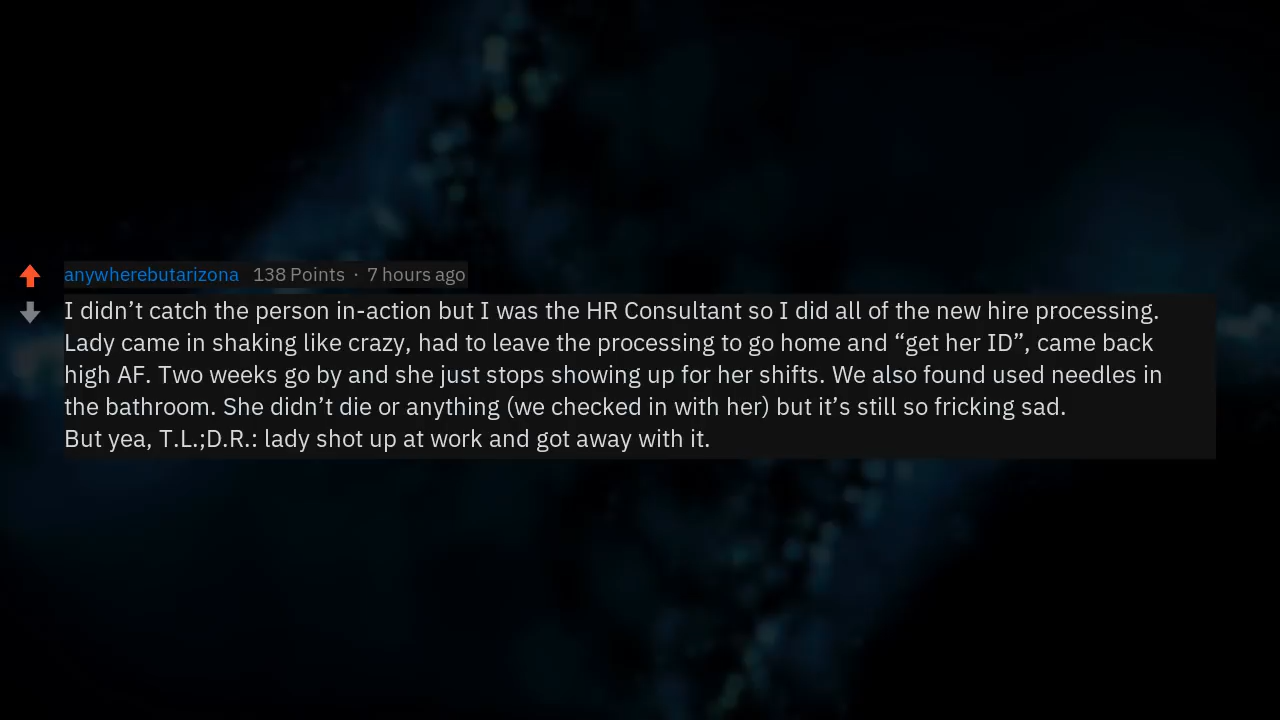 anywherebutarizona 138 Points · 7 hours ago
I didn’t catch the person in-action but I was the HR Consultant so I did all of the new hire processing.
Lady came in shaking like crazy, had to leave the processing to go home and “get her ID”, came back
high AF. Two weeks go by and she just stops showing up for her shifts. We also found used needles in
the bathroom. She didn’t die or anything (we checked in with her) but it’s still so fricking sad.
But yea, T.L.;D.R.: lady shot up at work and got away with it.